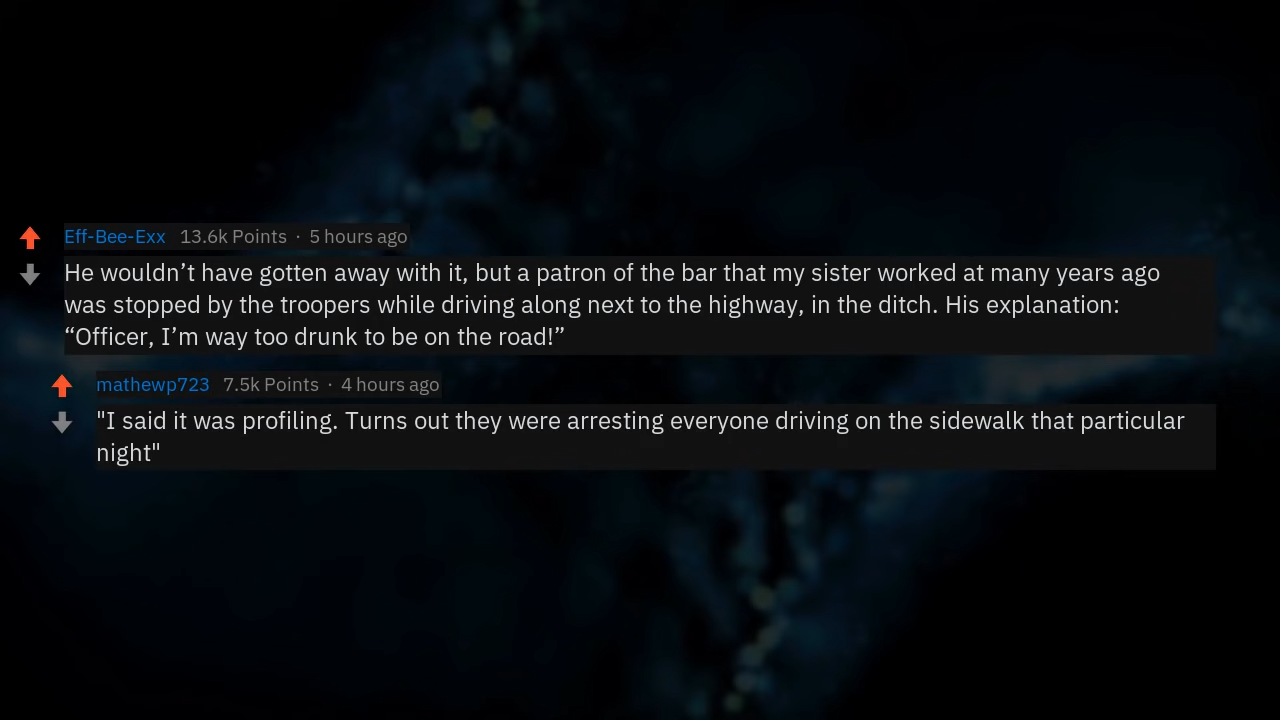 Eff-Bee-Exx 13.6k Points · 5 hours ago
He wouldn’t have gotten away with it, but a patron of the bar that my sister worked at many years ago
was stopped by the troopers while driving along next to the highway, in the ditch. His explanation:
“Officer, I’m way too drunk to be on the road!”
mathewp723 7.5k Points · 4 hours ago
"I said it was profiling. Turns out they were arresting everyone driving on the sidewalk that particular
night"